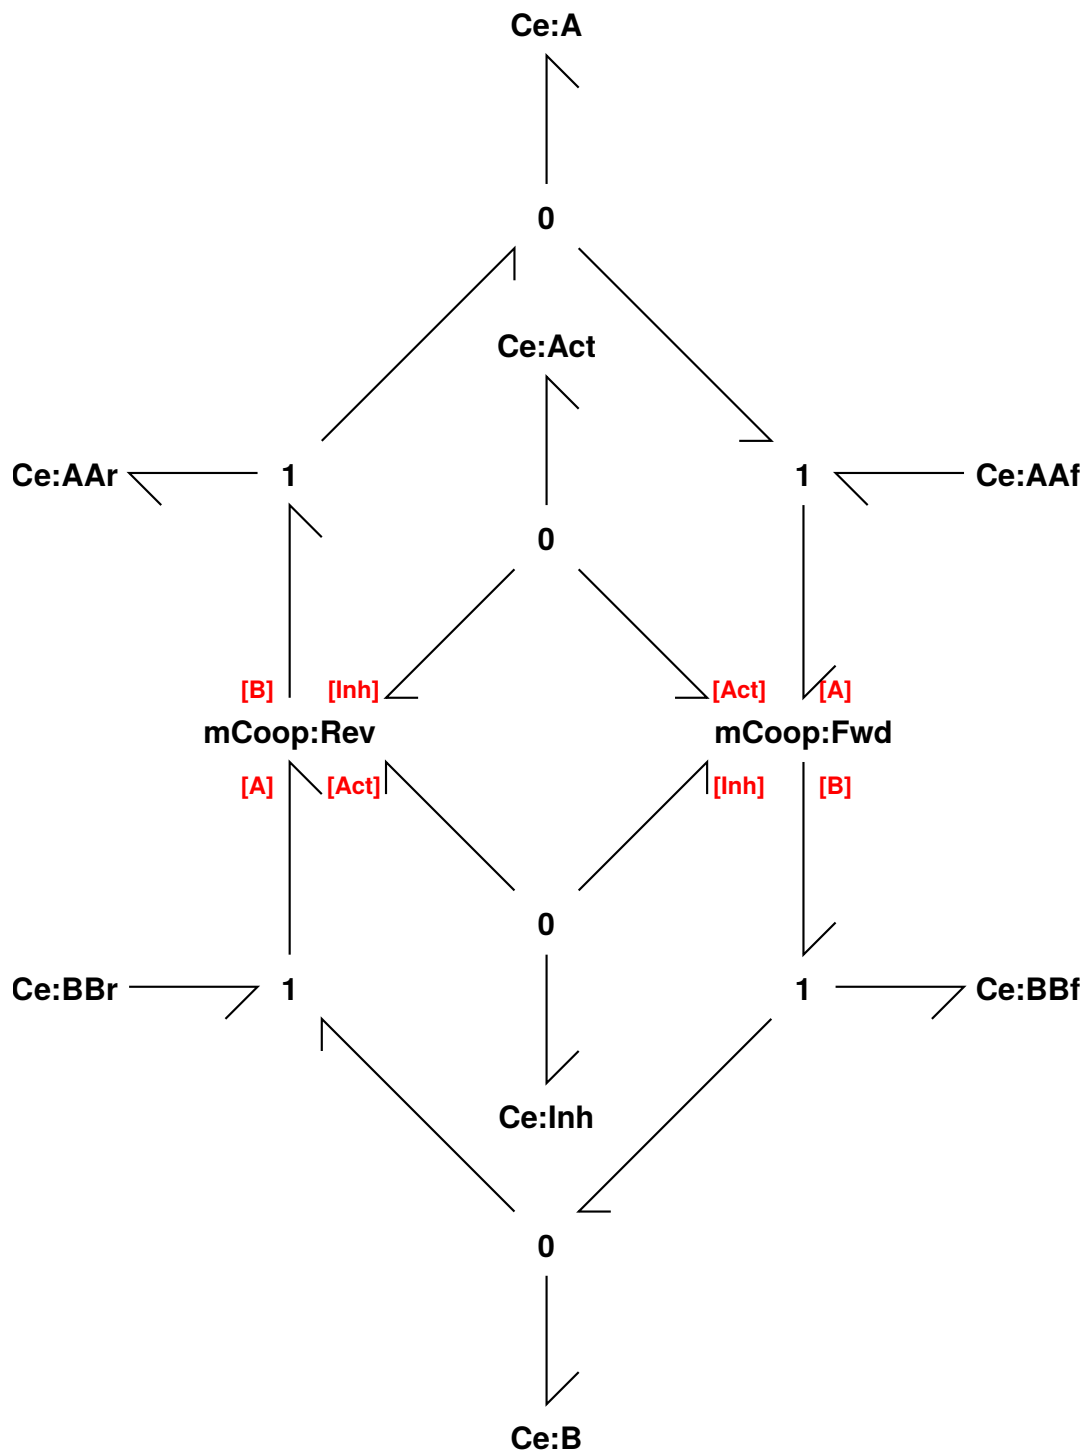 Ce:A
0
Ce:Act
Ce:AAr 1 1 Ce:AAf
0
[B] [Inh] [Act] [A]
mCoop:Rev mCoop:Fwd
[A] [Act] [Inh] [B]
0
Ce:BBr 1 1 Ce:BBf
Ce:Inh
0
Ce:B